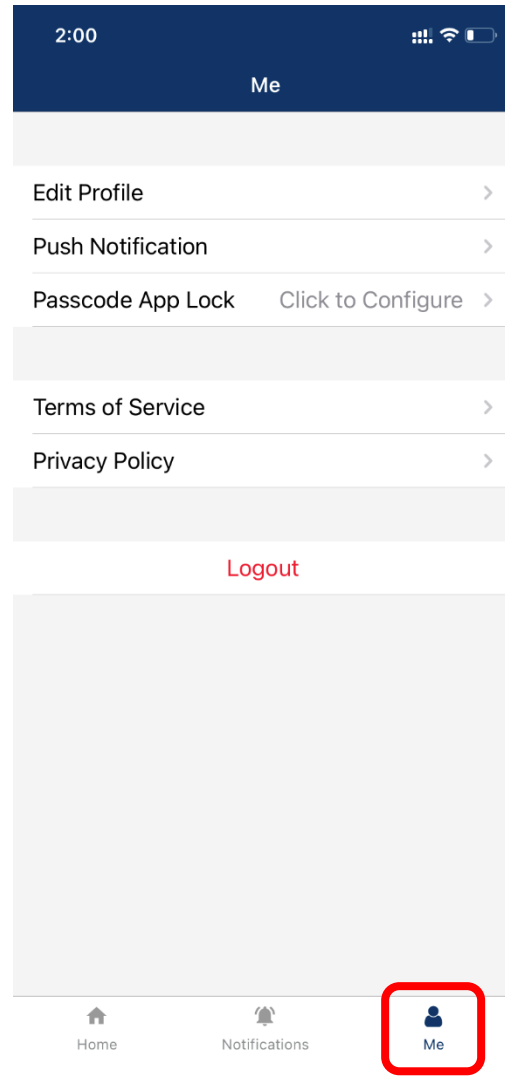 2:00
Me
Edit Profile
Push Notification
Passcode App Lock Click to Configure
Terms of Service
Privacy Policy
Logout
Home Notifications Me